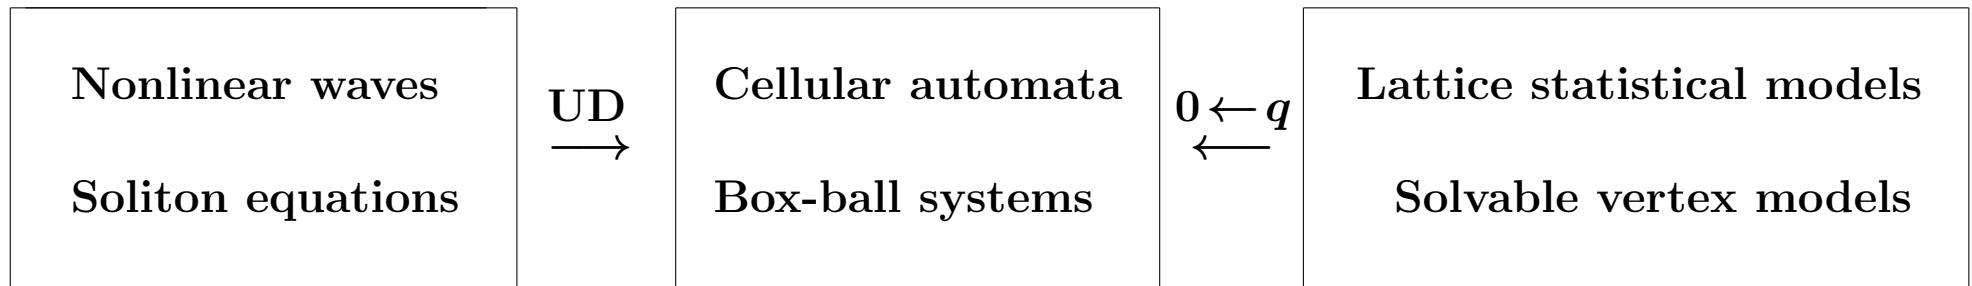 Nonlinear waves
Soliton equations
UD
→
Cellular automata
Box-ball systems
0 ← q
←
Lattice statistical models
Solvable vertex models